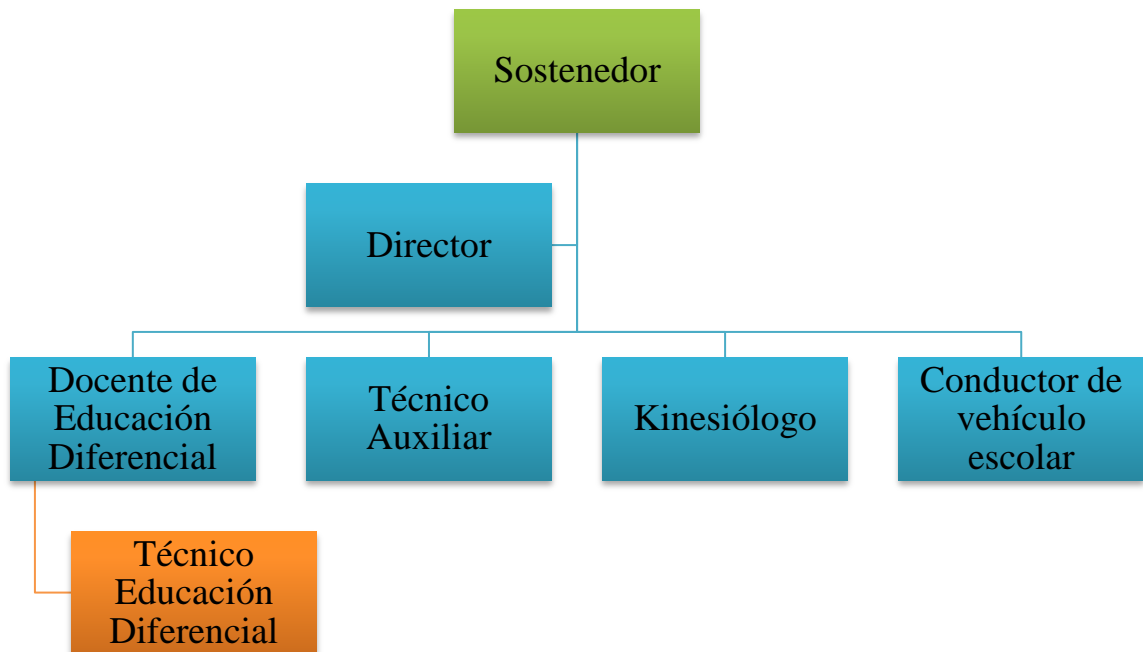 Sostenedor
Director
Docente de
Educación
Diferencial
Técnico
Auxiliar
Kinesiólogo
Conductor de
vehículo
escolar
Técnico
Educación
Diferencial